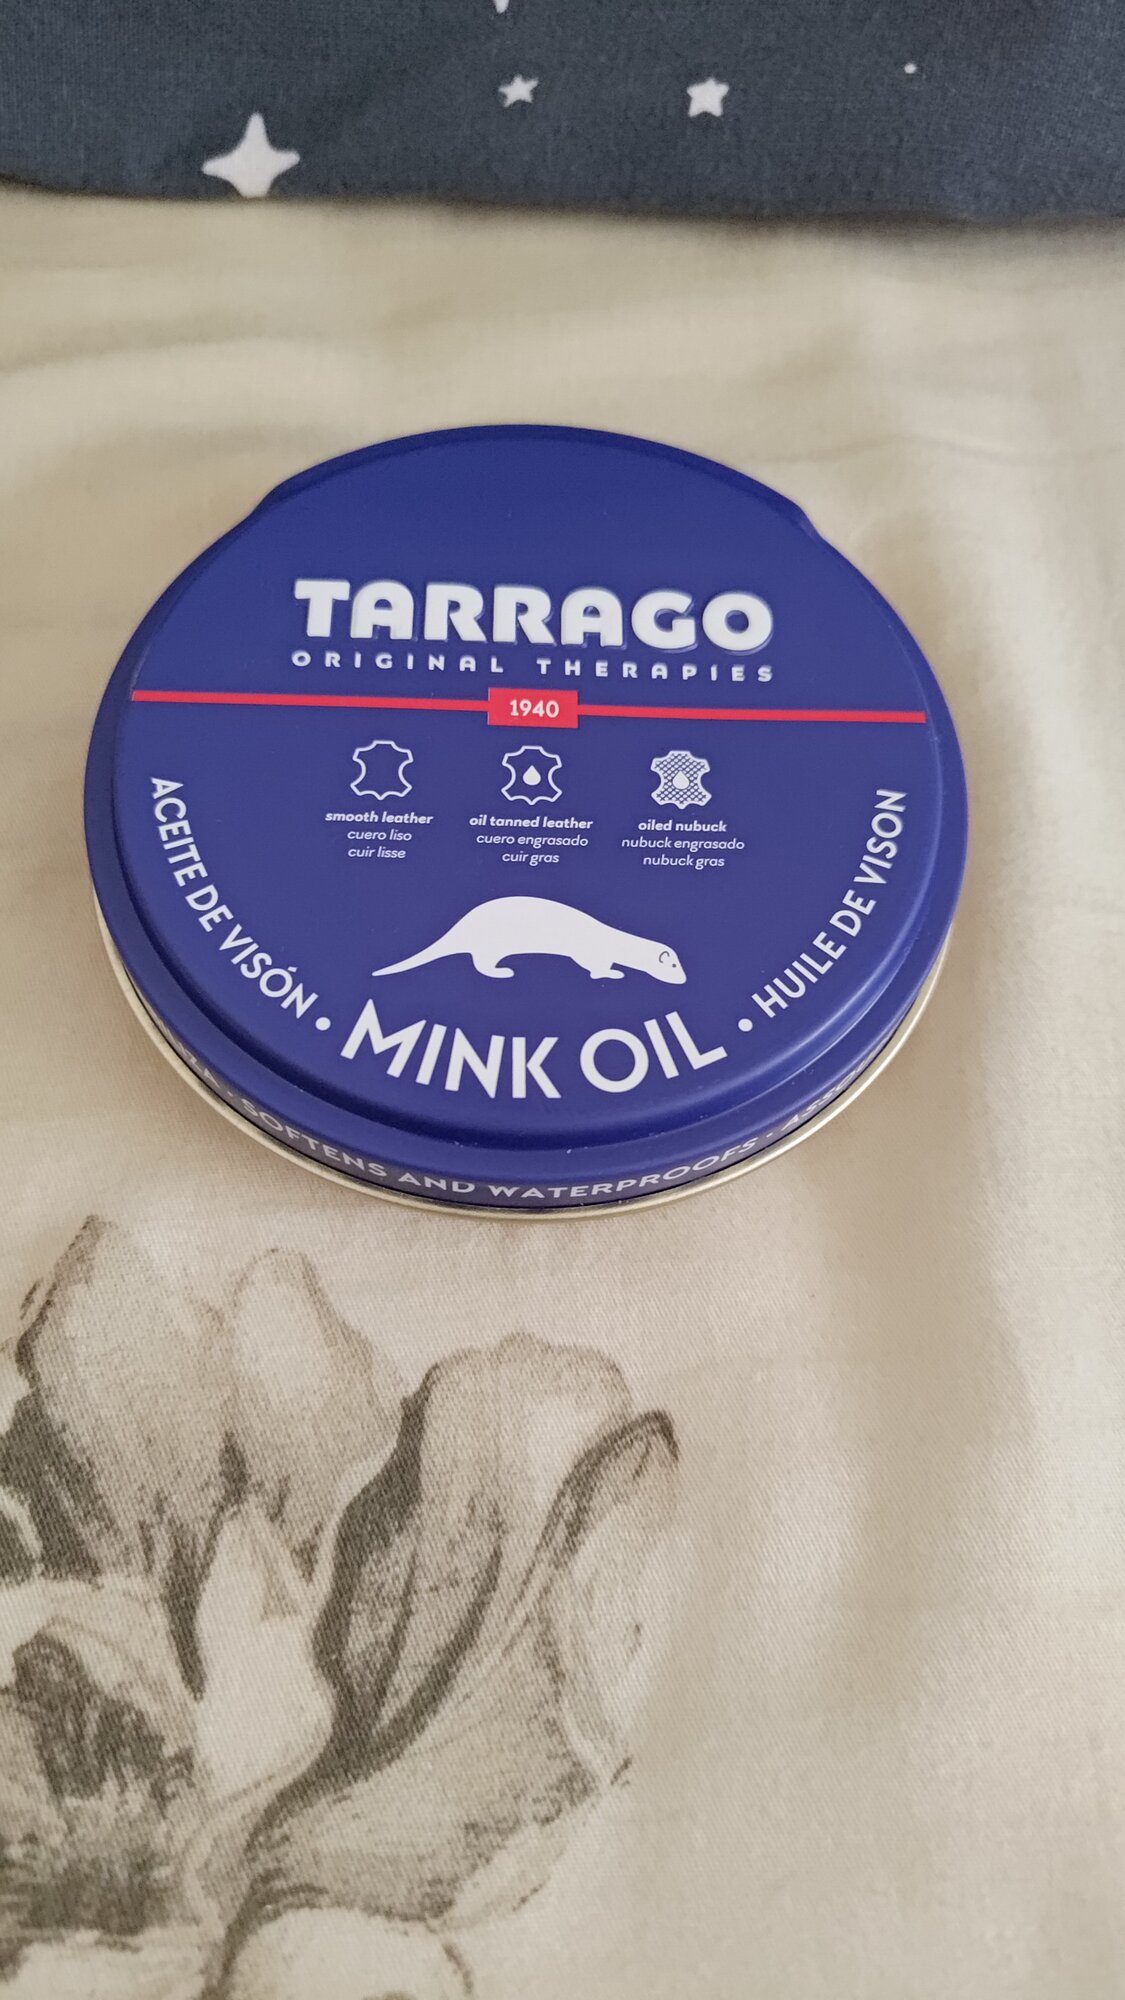 TARRAGO
ORIGINAL THERAPIES
1940
smooth leather
cuero liso
cuir lisse
oil tanned leather
cuero engrasado
cuir gras
oiled nubuck
nubuck engrasado
nubuck gras
ACEITE DE VISÓN • MINK OIL • HUILE DE VISON
• SOFTENS AND WATERPROOFS •